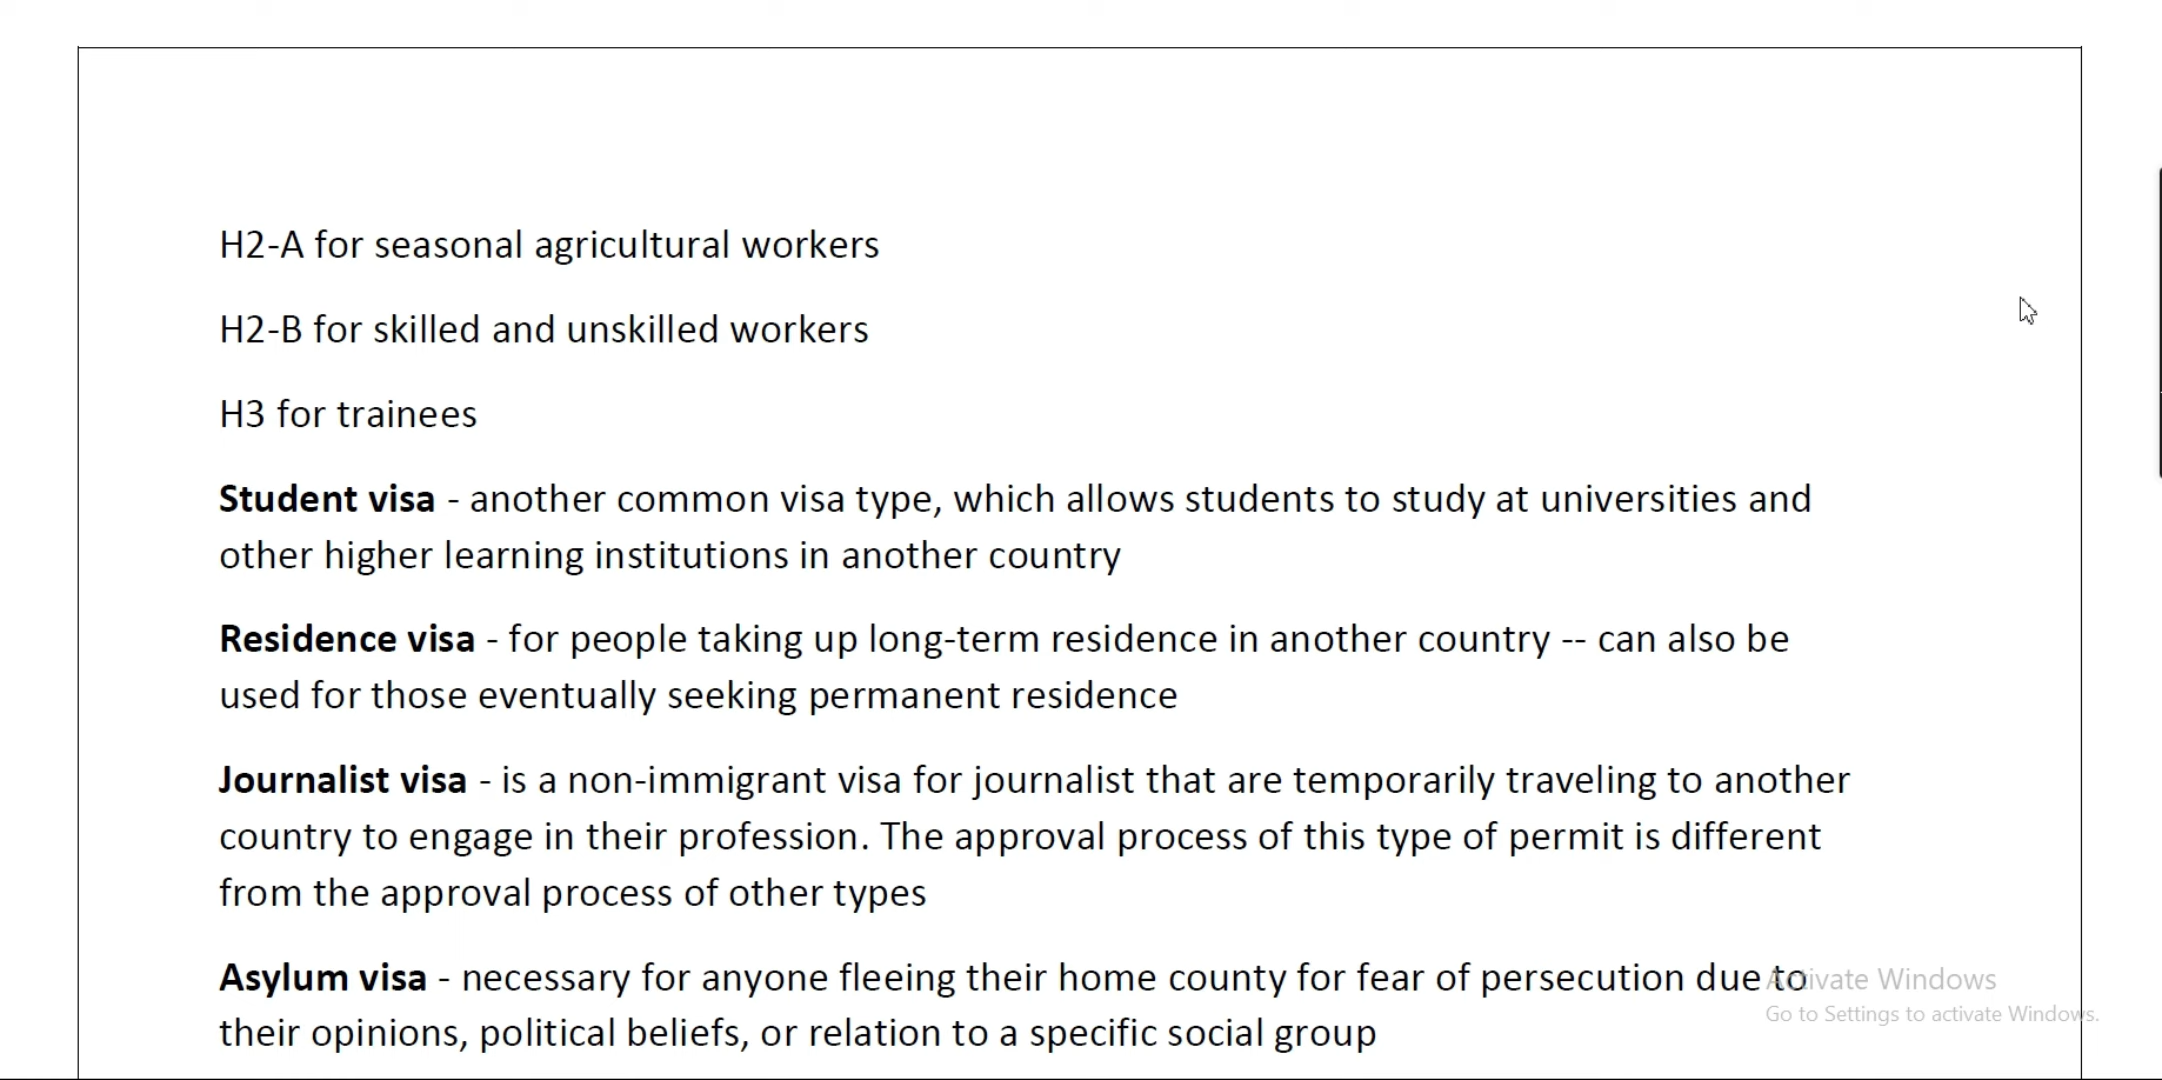 H2-A for seasonal agricultural workers
H2-B for skilled and unskilled workers
H3 for trainees
Student visa - another common visa type, which allows students to study at universities and
other higher learning institutions in another country
Residence visa - for people taking up long-term residence in another country -- can also be
used for those eventually seeking permanent residence
Journalist visa - is a non-immigrant visa for journalist that are temporarily traveling to another
country to engage in their profession. The approval process of this type of permit is different
from the approval process of other types
Asylum visa - necessary for anyone fleeing their home county for fear of persecution due to
their opinions, political beliefs, or relation to a specific social group
Activate Windows
Go to Settings to activate Windows.